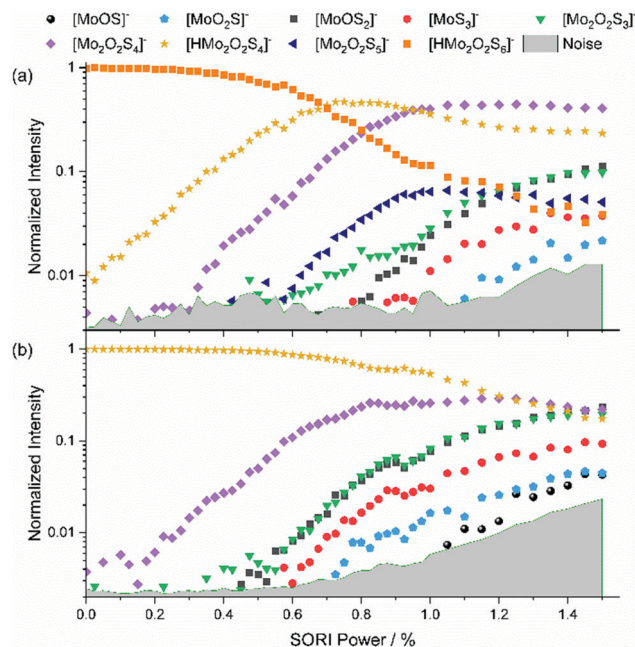 [MoOS]⁻ [MoO₂S]⁻ [MoOS₂]⁻ [MoS₃]⁻ [Mo₂O₂S₃]⁻
[Mo₂O₂S₄]⁻ [HMo₂O₂S₄]⁻ [Mo₂O₂S₅]⁻ [HMo₂O₂S₆]⁻ Noise
(a)
1
0.1
0.01
Normalized Intensity
(b)
1
0.1
0.01
Normalized Intensity
0.0 0.2 0.4 0.6 0.8 1.0 1.2 1.4
SORI Power / %